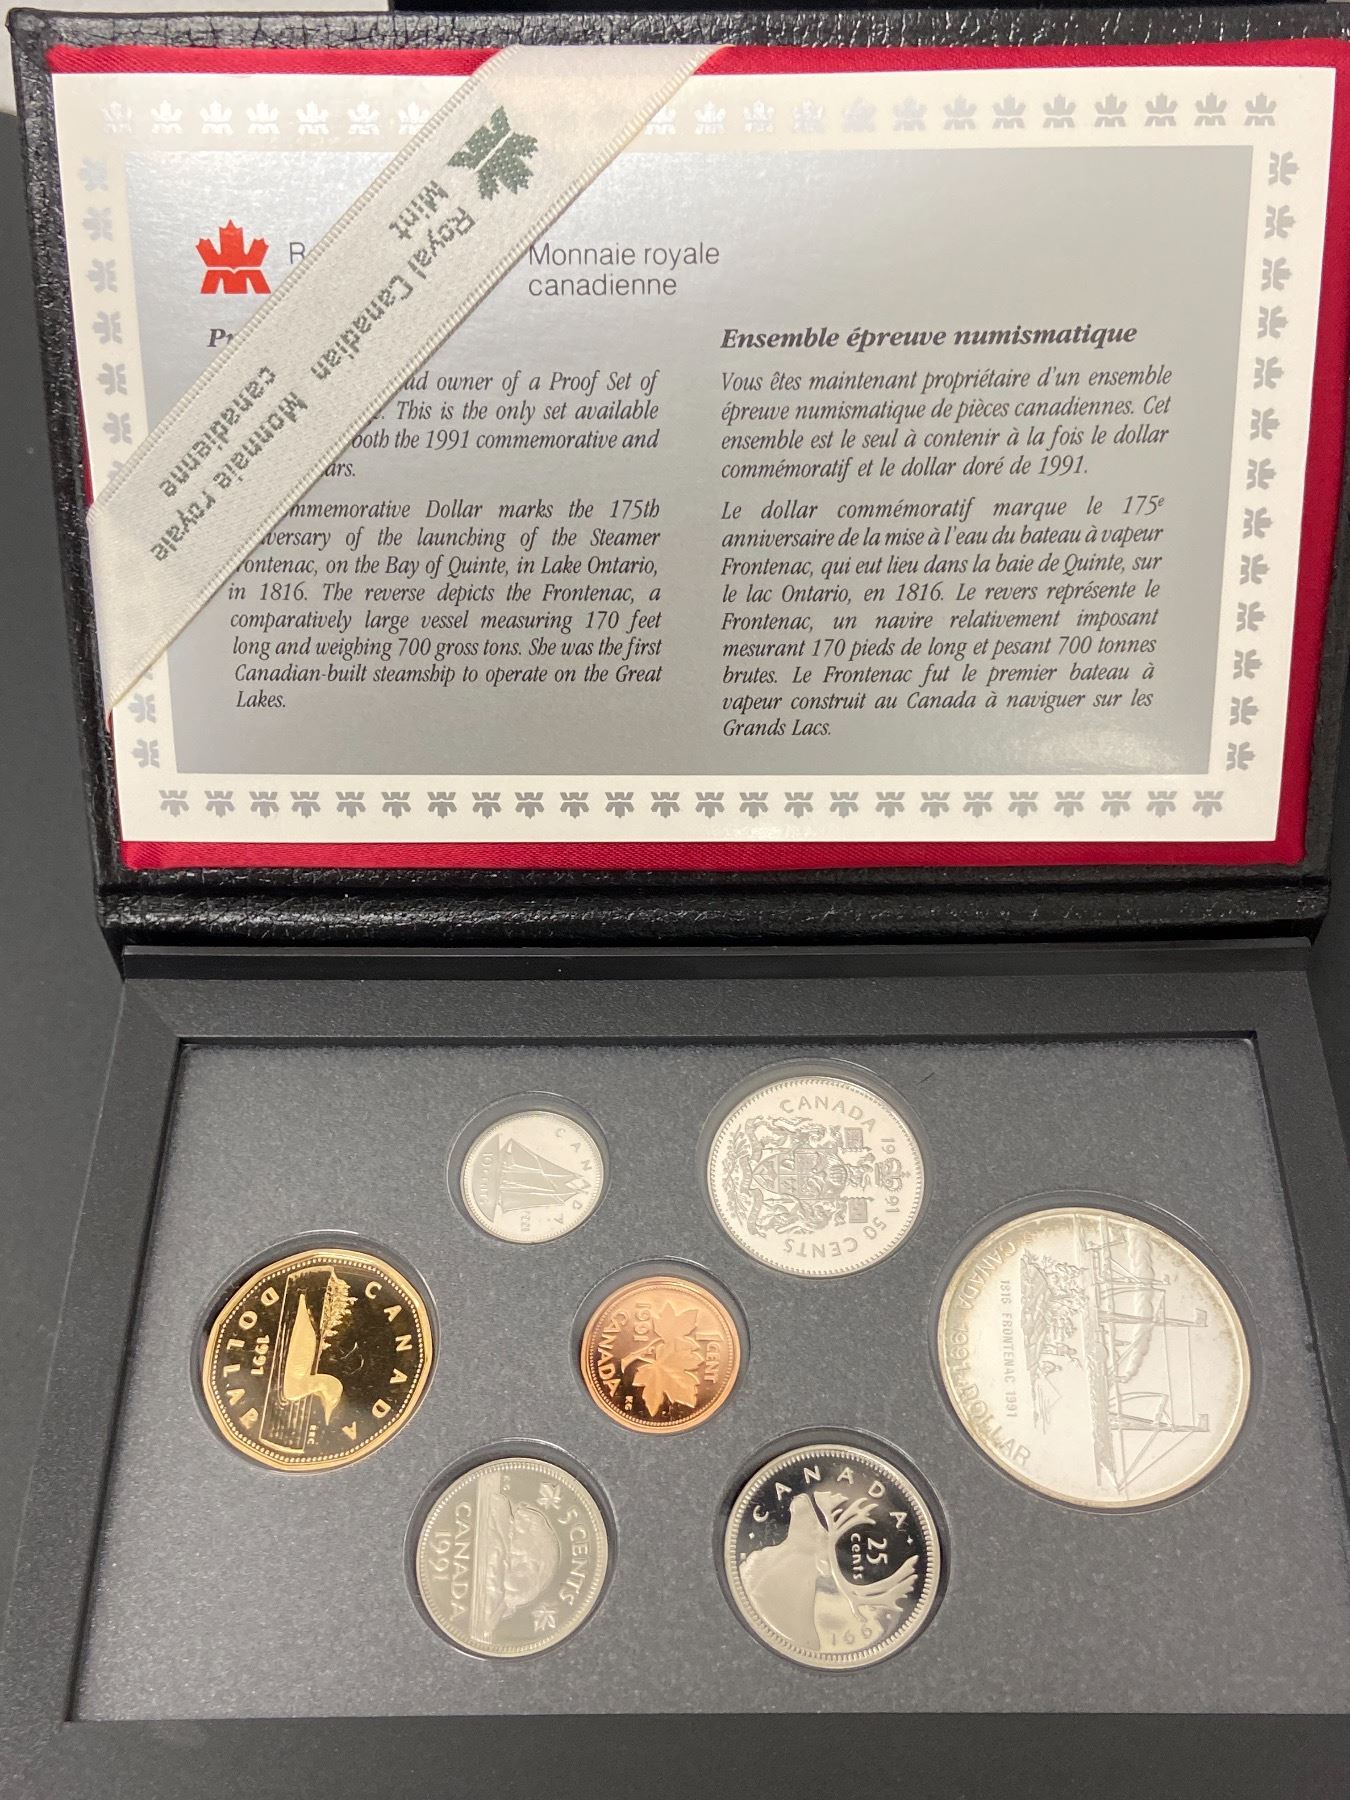 Royal Canadian
Mint
Monnaie royale
canadienne
Monnaie royale
canadienne
ud owner of a Proof Set of
This is the only set available
both the 1991 commemorative and
Commemorative Dollar marks the 175th
of the launching of the Steamer
Frontenac, on the Bay of Quinte, in Lake Ontario,
in 1816. The reverse depicts the Frontenac, a
comparatively large vessel measuring 170 feet
long and weighing 700 gross tons. She was the first
Canadian-built steamship to operate on the Great
Lakes.
Ensemble épreuve numismatique
Vous êtes maintenant propriétaire d'un ensemble
épreuve numismatique de pièces canadiennes. Cet
ensemble est le seul à contenir à la fois le dollar
commémoratif et le dollar doré de 1991.
Le dollar commémoratif marque le 175e
anniversaire de la mise à l'eau du bateau à vapeur
Frontenac, qui eut lieu dans la baie de Quinte, sur
le lac Ontario, en 1816. Le revers représente le
Frontenac, un navire relativement imposant
mesurant 170 pieds de long et pesant 700 tonnes
brutes. Le Frontenac fut le premier bateau à
vapeur construit au Canada à naviguer sur les
Grands Lacs.
CANADA
10 cents
1991
CANADA
19 91
50 CENTS
CANADA
1991
DOLLAR
1 CENT
1991
CANADA
CANADA 1991 DOLLAR
1816 FRONTENAC 1991
5 CENTS
CANADA
1991
CANADA
25
cents
1991